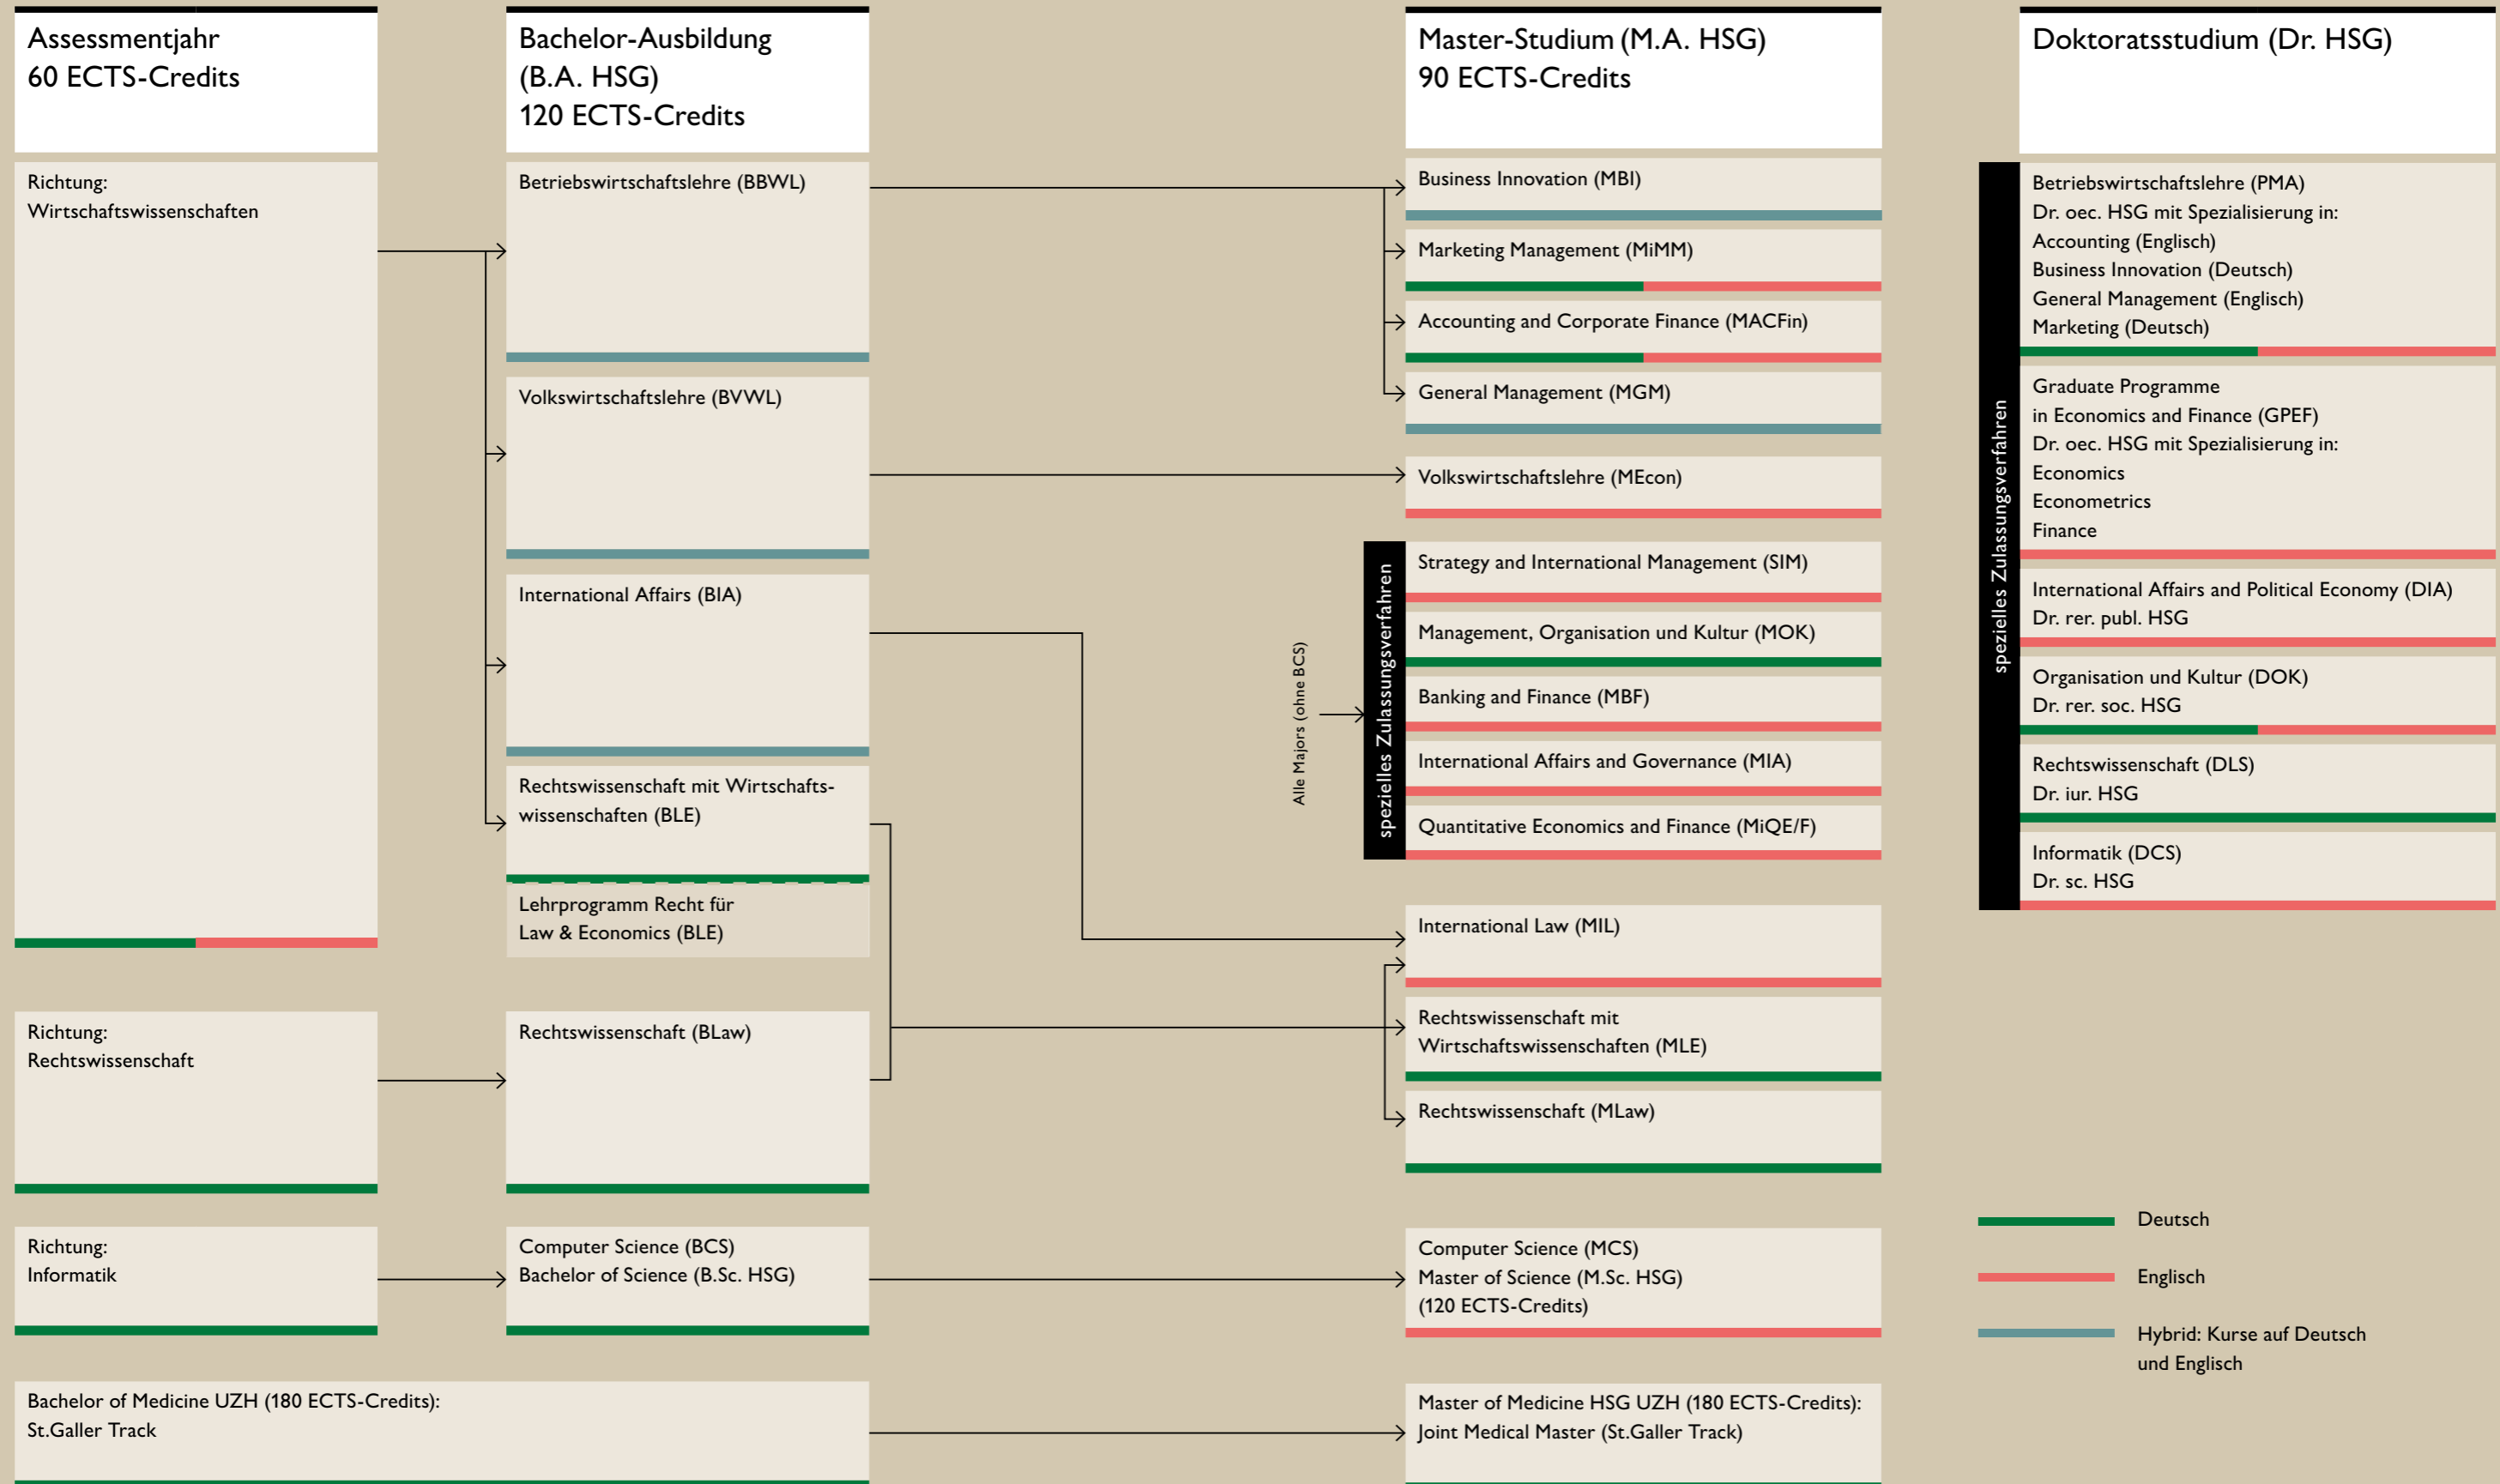 Assessmentjahr
60 ECTS-Credits
Richtung:
Wirtschaftswissenschaften
Richtung:
Rechtswissenschaft
Richtung:
Informatik
Bachelor of Medicine UZH (180 ECTS-Credits):
St.Galler Track
Bachelor-Ausbildung
(B.A. HSG)
120 ECTS-Credits
Betriebswirtschaftslehre (BBWL)
Volkswirtschaftslehre (BVWL)
International Affairs (BIA)
Rechtswissenschaft mit Wirtschafts-
wissenschaften (BLE)
Lehrprogramm Recht für
Law & Economics (BLE)
Rechtswissenschaft (BLaw)
Computer Science (BCS)
Bachelor of Science (B.Sc. HSG)
Master-Studium (M.A. HSG)
90 ECTS-Credits
Business Innovation (MBI)
Marketing Management (MiMM)
Accounting and Corporate Finance (MACFin)
General Management (MGM)
Volkswirtschaftslehre (MEcon)
Alle Majors (ohne BCS)
spezielles Zulassungsverfahren
Strategy and International Management (SIM)
Management, Organisation und Kultur (MOK)
Banking and Finance (MBF)
International Affairs and Governance (MIA)
Quantitative Economics and Finance (MiQE/F)
International Law (MIL)
Rechtswissenschaft mit
Wirtschaftswissenschaften (MLE)
Rechtswissenschaft (MLaw)
Computer Science (MCS)
Master of Science (M.Sc. HSG)
(120 ECTS-Credits)
Master of Medicine HSG UZH (180 ECTS-Credits):
Joint Medical Master (St.Galler Track)
Doktoratsstudium (Dr. HSG)
spezielles Zulassungsverfahren
Betriebswirtschaftslehre (PMA)
Dr. oec. HSG mit Spezialisierung in:
Accounting (Englisch)
Business Innovation (Deutsch)
General Management (Englisch)
Marketing (Deutsch)
Graduate Programme
in Economics and Finance (GPEF)
Dr. oec. HSG mit Spezialisierung in:
Economics
Econometrics
Finance
International Affairs and Political Economy (DIA)
Dr. rer. publ. HSG
Organisation und Kultur (DOK)
Dr. rer. soc. HSG
Rechtswissenschaft (DLS)
Dr. iur. HSG
Informatik (DCS)
Dr. sc. HSG
Deutsch
Englisch
Hybrid: Kurse auf Deutsch
und Englisch